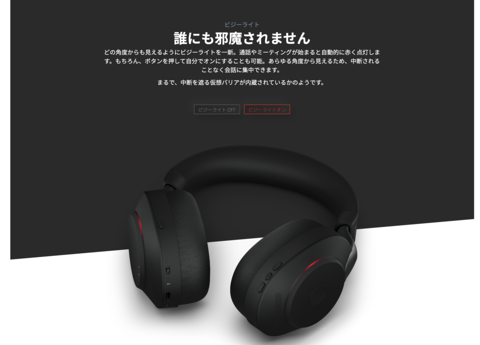 ビジーライト
誰にも邪魔されません
どの角度からも見えるようにビジーライトを一新。通話やミーティングが始まると自動的に赤く点灯しま
す。もちろん、ボタンを押して自分でオンにすることも可能。あらゆる角度から見えるため、中断される
ことなく会話に集中できます。
まるで、中断を遮る仮想バリアが内蔵されているかのようです。
ビジーライト OFF